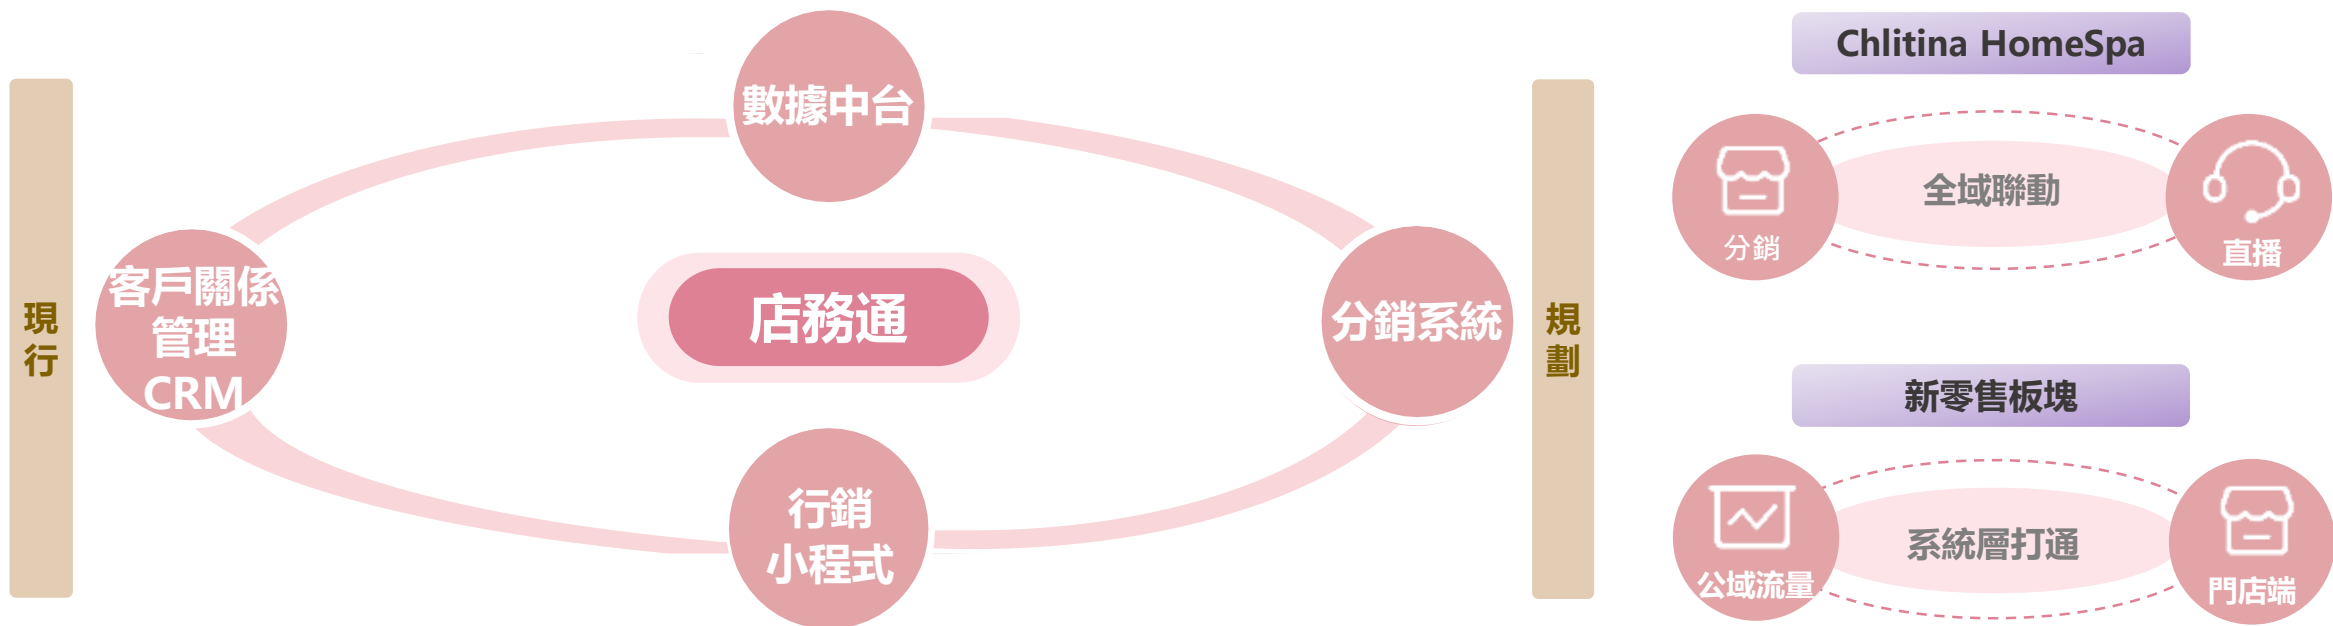 現
行
數據中台
客戶關係
管理
CRM
店務通
分銷系統
行銷
小程式
規
劃
Chlitina HomeSpa
全域聯動
分銷
直播
新零售板塊
系統層打通
公域流量
門店端